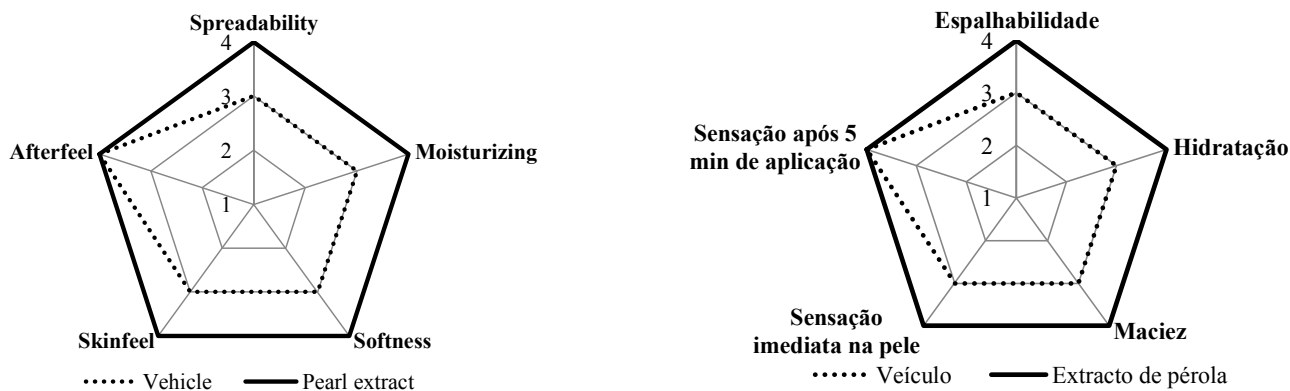 Spreadability
4
3
2
1
Afterfeel
Moisturizing
Skinfeel
Softness
Vehicle
Pearl extract
Espalhabilidade
4
3
2
1
Sensação após 5
min de aplicação
Hidratação
Sensação
imediata na pele
Maciez
Veículo
Extracto de pérola